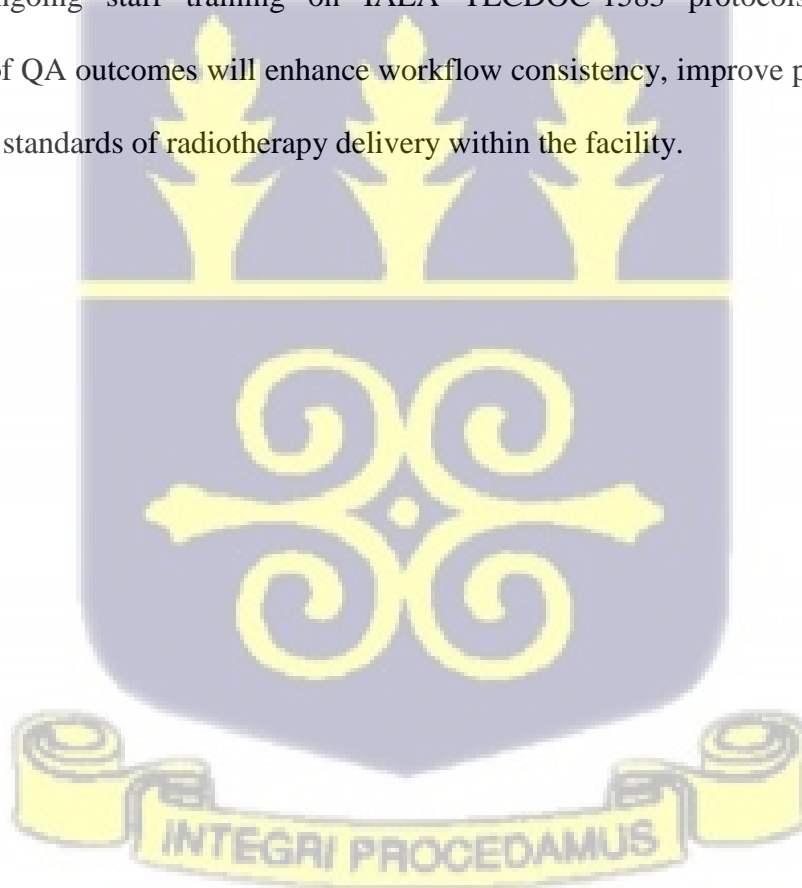 staff training on IAEA TECDOC-1583 protocols
of QA outcomes will enhance workflow consistency, improve p
standards of radiotherapy delivery within the facility.
INTEGRI PROCEDAMUS